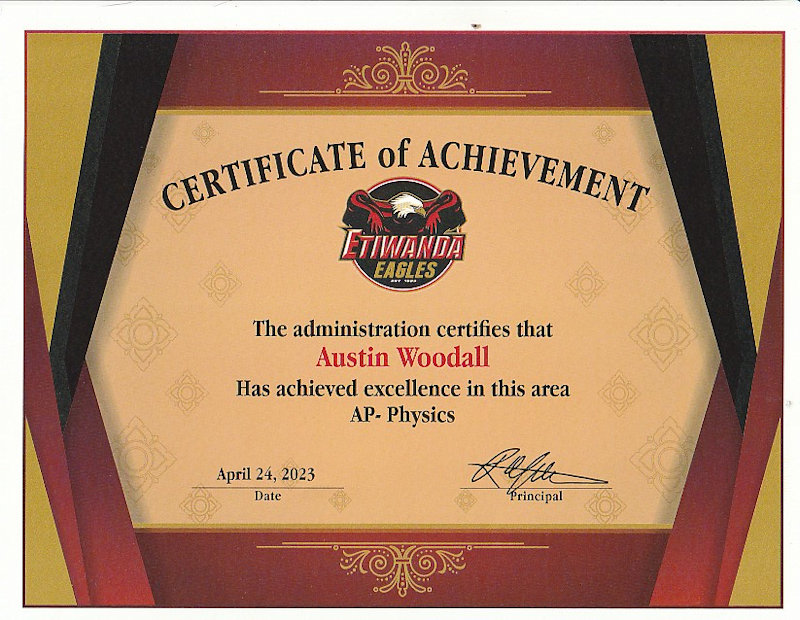 CERTIFICATE of ACHIEVEMENT
ETIWANDA
EAGLES
The administration certifies that
Austin Woodall
Has achieved excellence in this area
AP- Physics
April 24, 2023
Date
Principal